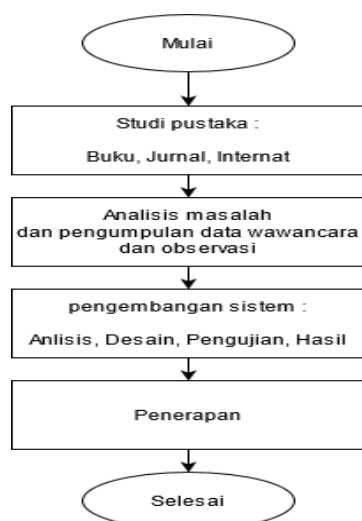 Mulai
Studi pustaka :
Buku, Jurnal, Internat
Analisis masalah
dan pengumpulan data wawancara
dan observasi
pengembangan sistem :
Anlisis, Desain, Pengujian, Hasil
Penerapan
Selesai